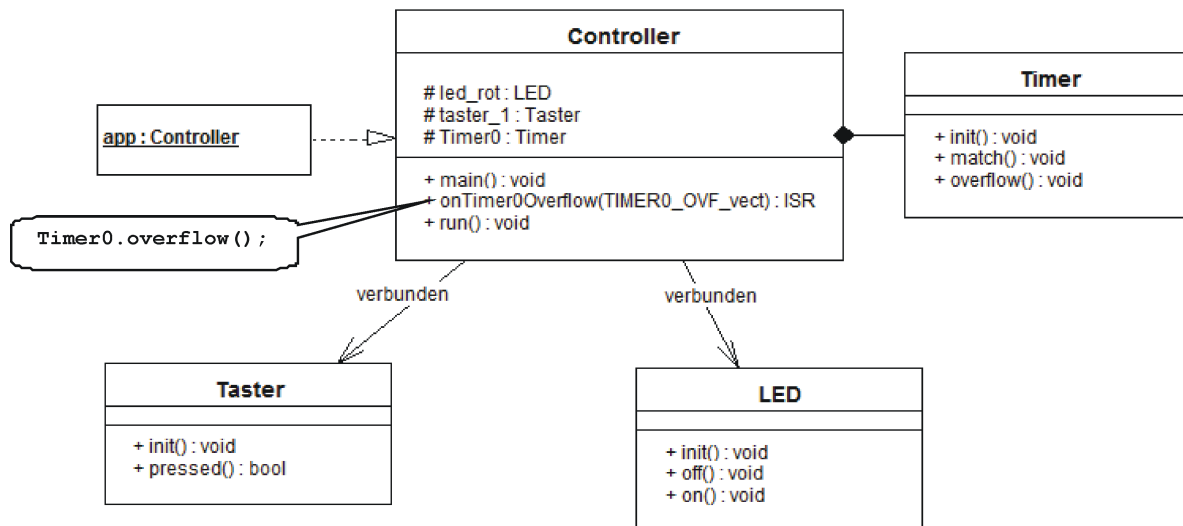 Controller
# led_rot : LED
# taster_1 : Taster
# Timer0 : Timer
+ main() : void
+ onTimer0Overflow(TIMER0_OVF_vect) : ISR
+ run() : void
Timer
+ init() : void
+ match() : void
+ overflow() : void
app : Controller
Timer0.overflow();
verbunden
verbunden
Taster
+ init() : void
+ pressed() : bool
LED
+ init() : void
+ off() : void
+ on() : void